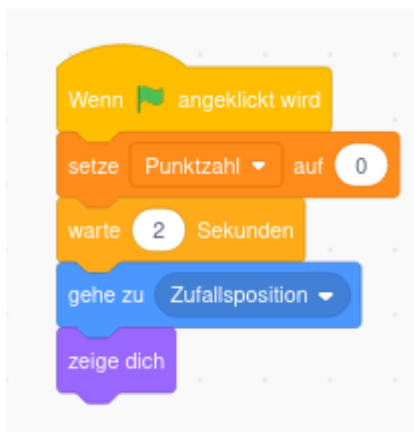 Wenn angeklickt wird
setze Punktzahl auf 0
warte 2 Sekunden
gehe zu Zufallsposition
zeige dich